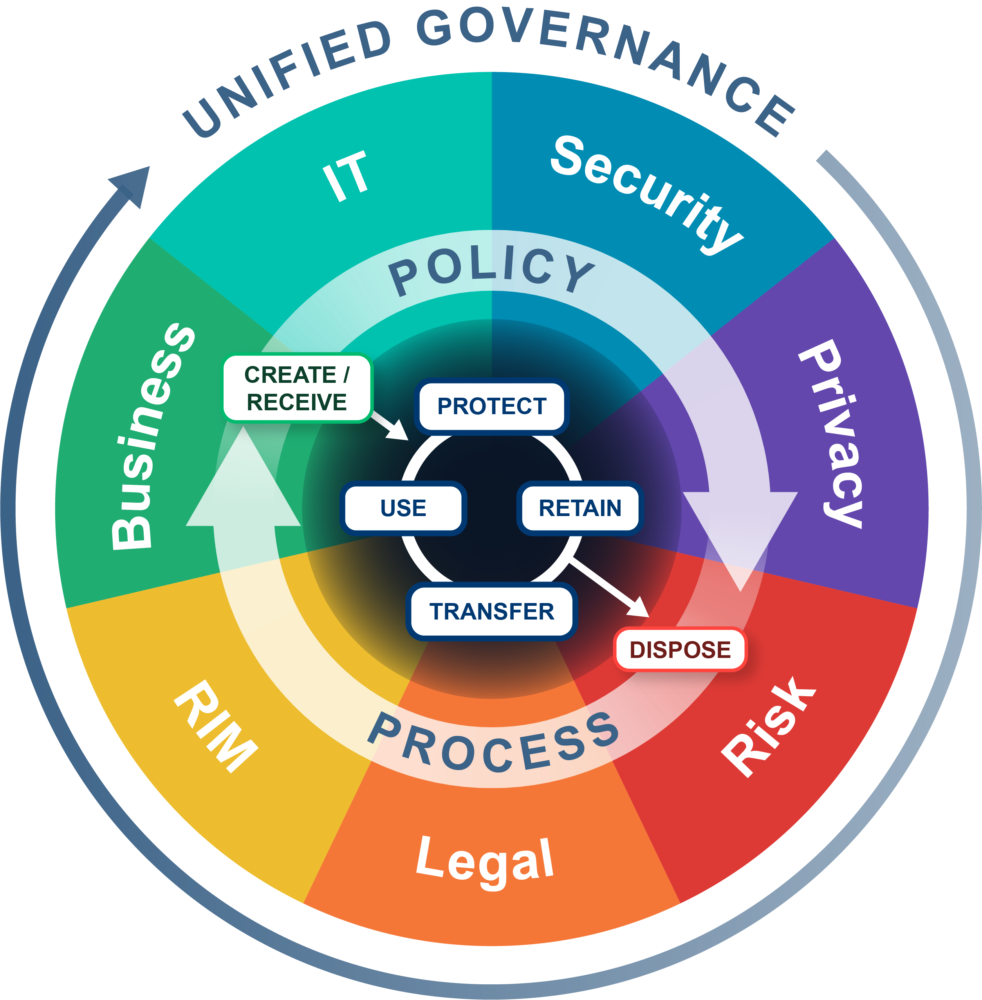 UNIFIED GOVERNANCE
IT
Security
POLICY
Business
Privacy
CREATE /
RECEIVE
PROTECT
USE
RETAIN
TRANSFER
DISPOSE
RIM
Risk
PROCESS
Legal